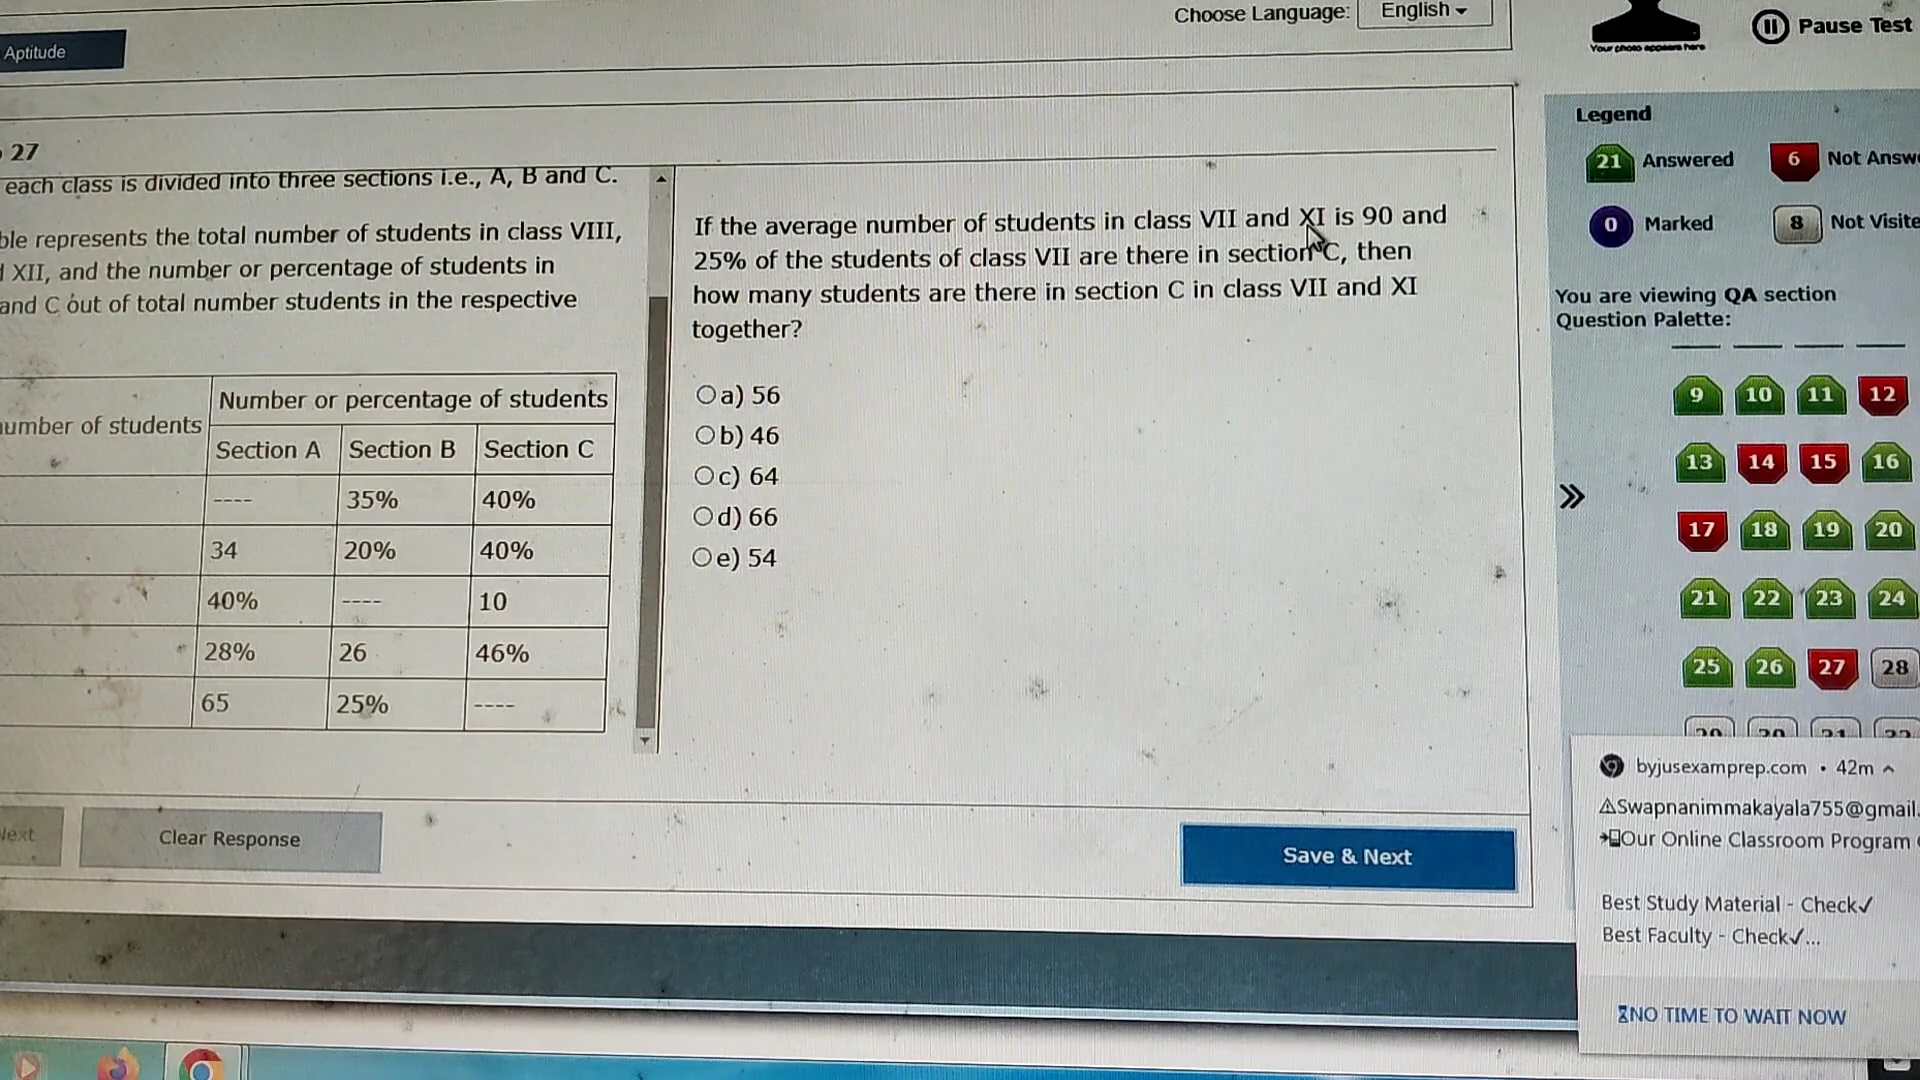 Choose Language: English
Your photo appears here
Pause Test
Aptitude
27
each class is divided into three sections i.e., A, B and C.
ble represents the total number of students in class VIII,
XII, and the number or percentage of students in
and C out of total number students in the respective
number of students
Number or percentage of students
Section A Section B Section C
---- 35% 40%
34 20% 40%
40% ---- 10
28% 26 46%
65 25% ----
If the average number of students in class VII and XI is 90 and
25% of the students of class VII are there in section C, then
how many students are there in section C in class VII and XI
together?
a) 56
b) 46
c) 64
d) 66
e) 54
Next
Clear Response
Save & Next
Legend
21 Answered 6 Not Answ
0 Marked 8 Not Visite
You are viewing QA section
Question Palette:
9 10 11 12
13 14 15 16
17 18 19 20
21 22 23 24
25 26 27 28
byjusexamprep.com • 42m
Swapnanimmakayala755@gmail.
Our Online Classroom Program
Best Study Material - Check✓
Best Faculty - Check✓...
NO TIME TO WAIT NOW